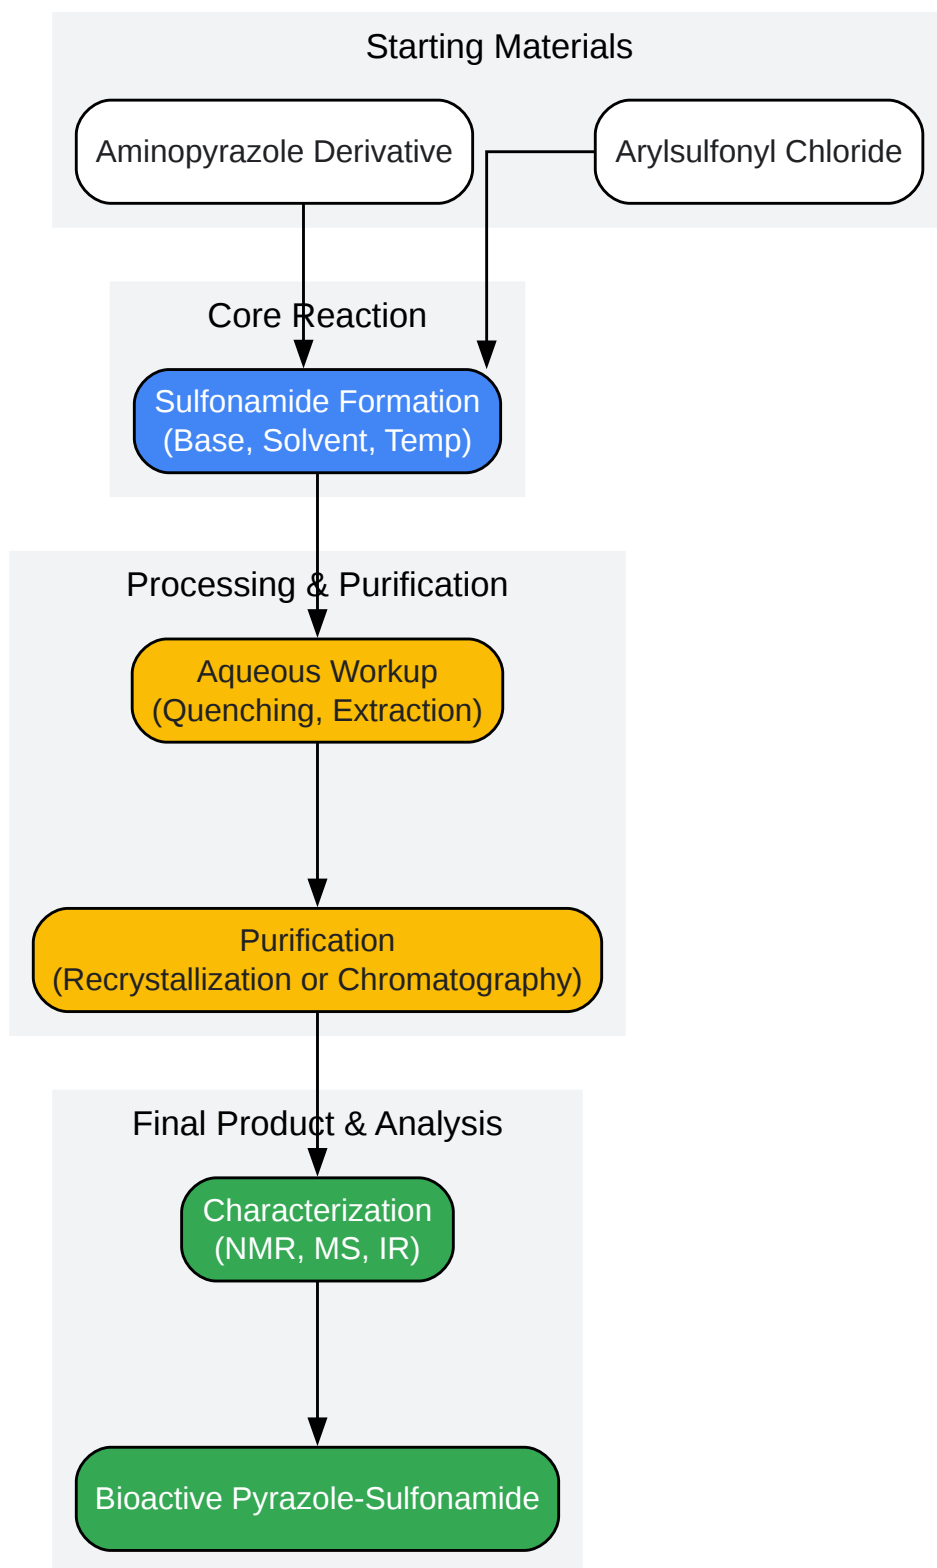 Starting Materials
Aminopyrazole Derivative
Arylsulfonyl Chloride
Core Reaction
Sulfonamide Formation
(Base, Solvent, Temp)
Processing & Purification
Aqueous Workup
(Quenching, Extraction)
Purification
(Recrystallization or Chromatography)
Final Product & Analysis
Characterization
(NMR, MS, IR)
Bioactive Pyrazole-Sulfonamide